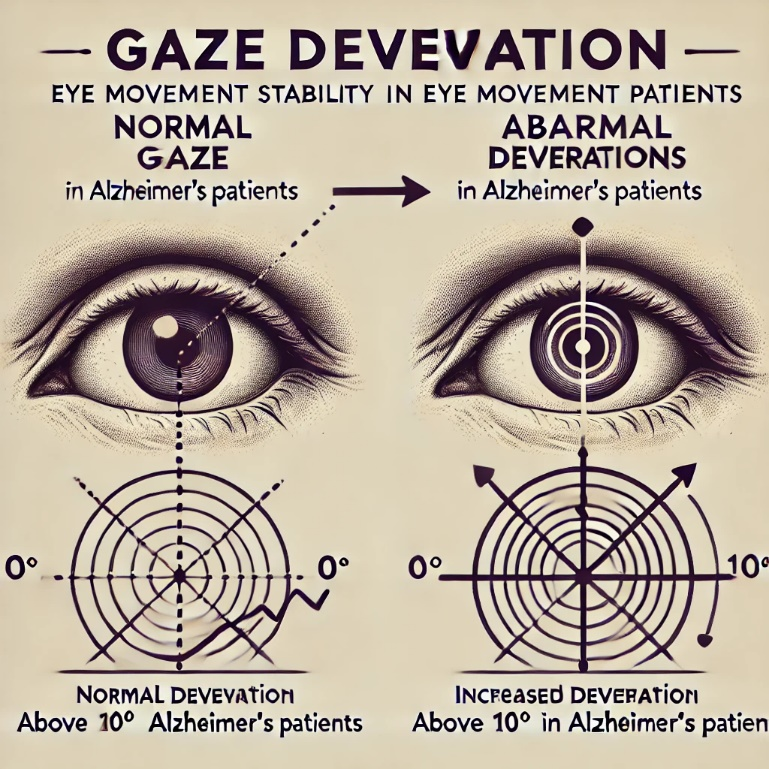 GAZE DEVEVATION
EYE MOVEMENT STABILITY IN EYE MOVEMENT PATIENTS
NORMAL
GAZE
in Alzheimer's patients
ABARMAL
DEVERATIONS
in Alzheimer's patients
0°
0°
0°
10°
NORMAL DEVEVATION
Above 10° Alzheimer's patients
INCREASED DEVERATION
Above 10° in Alzheimer's patien